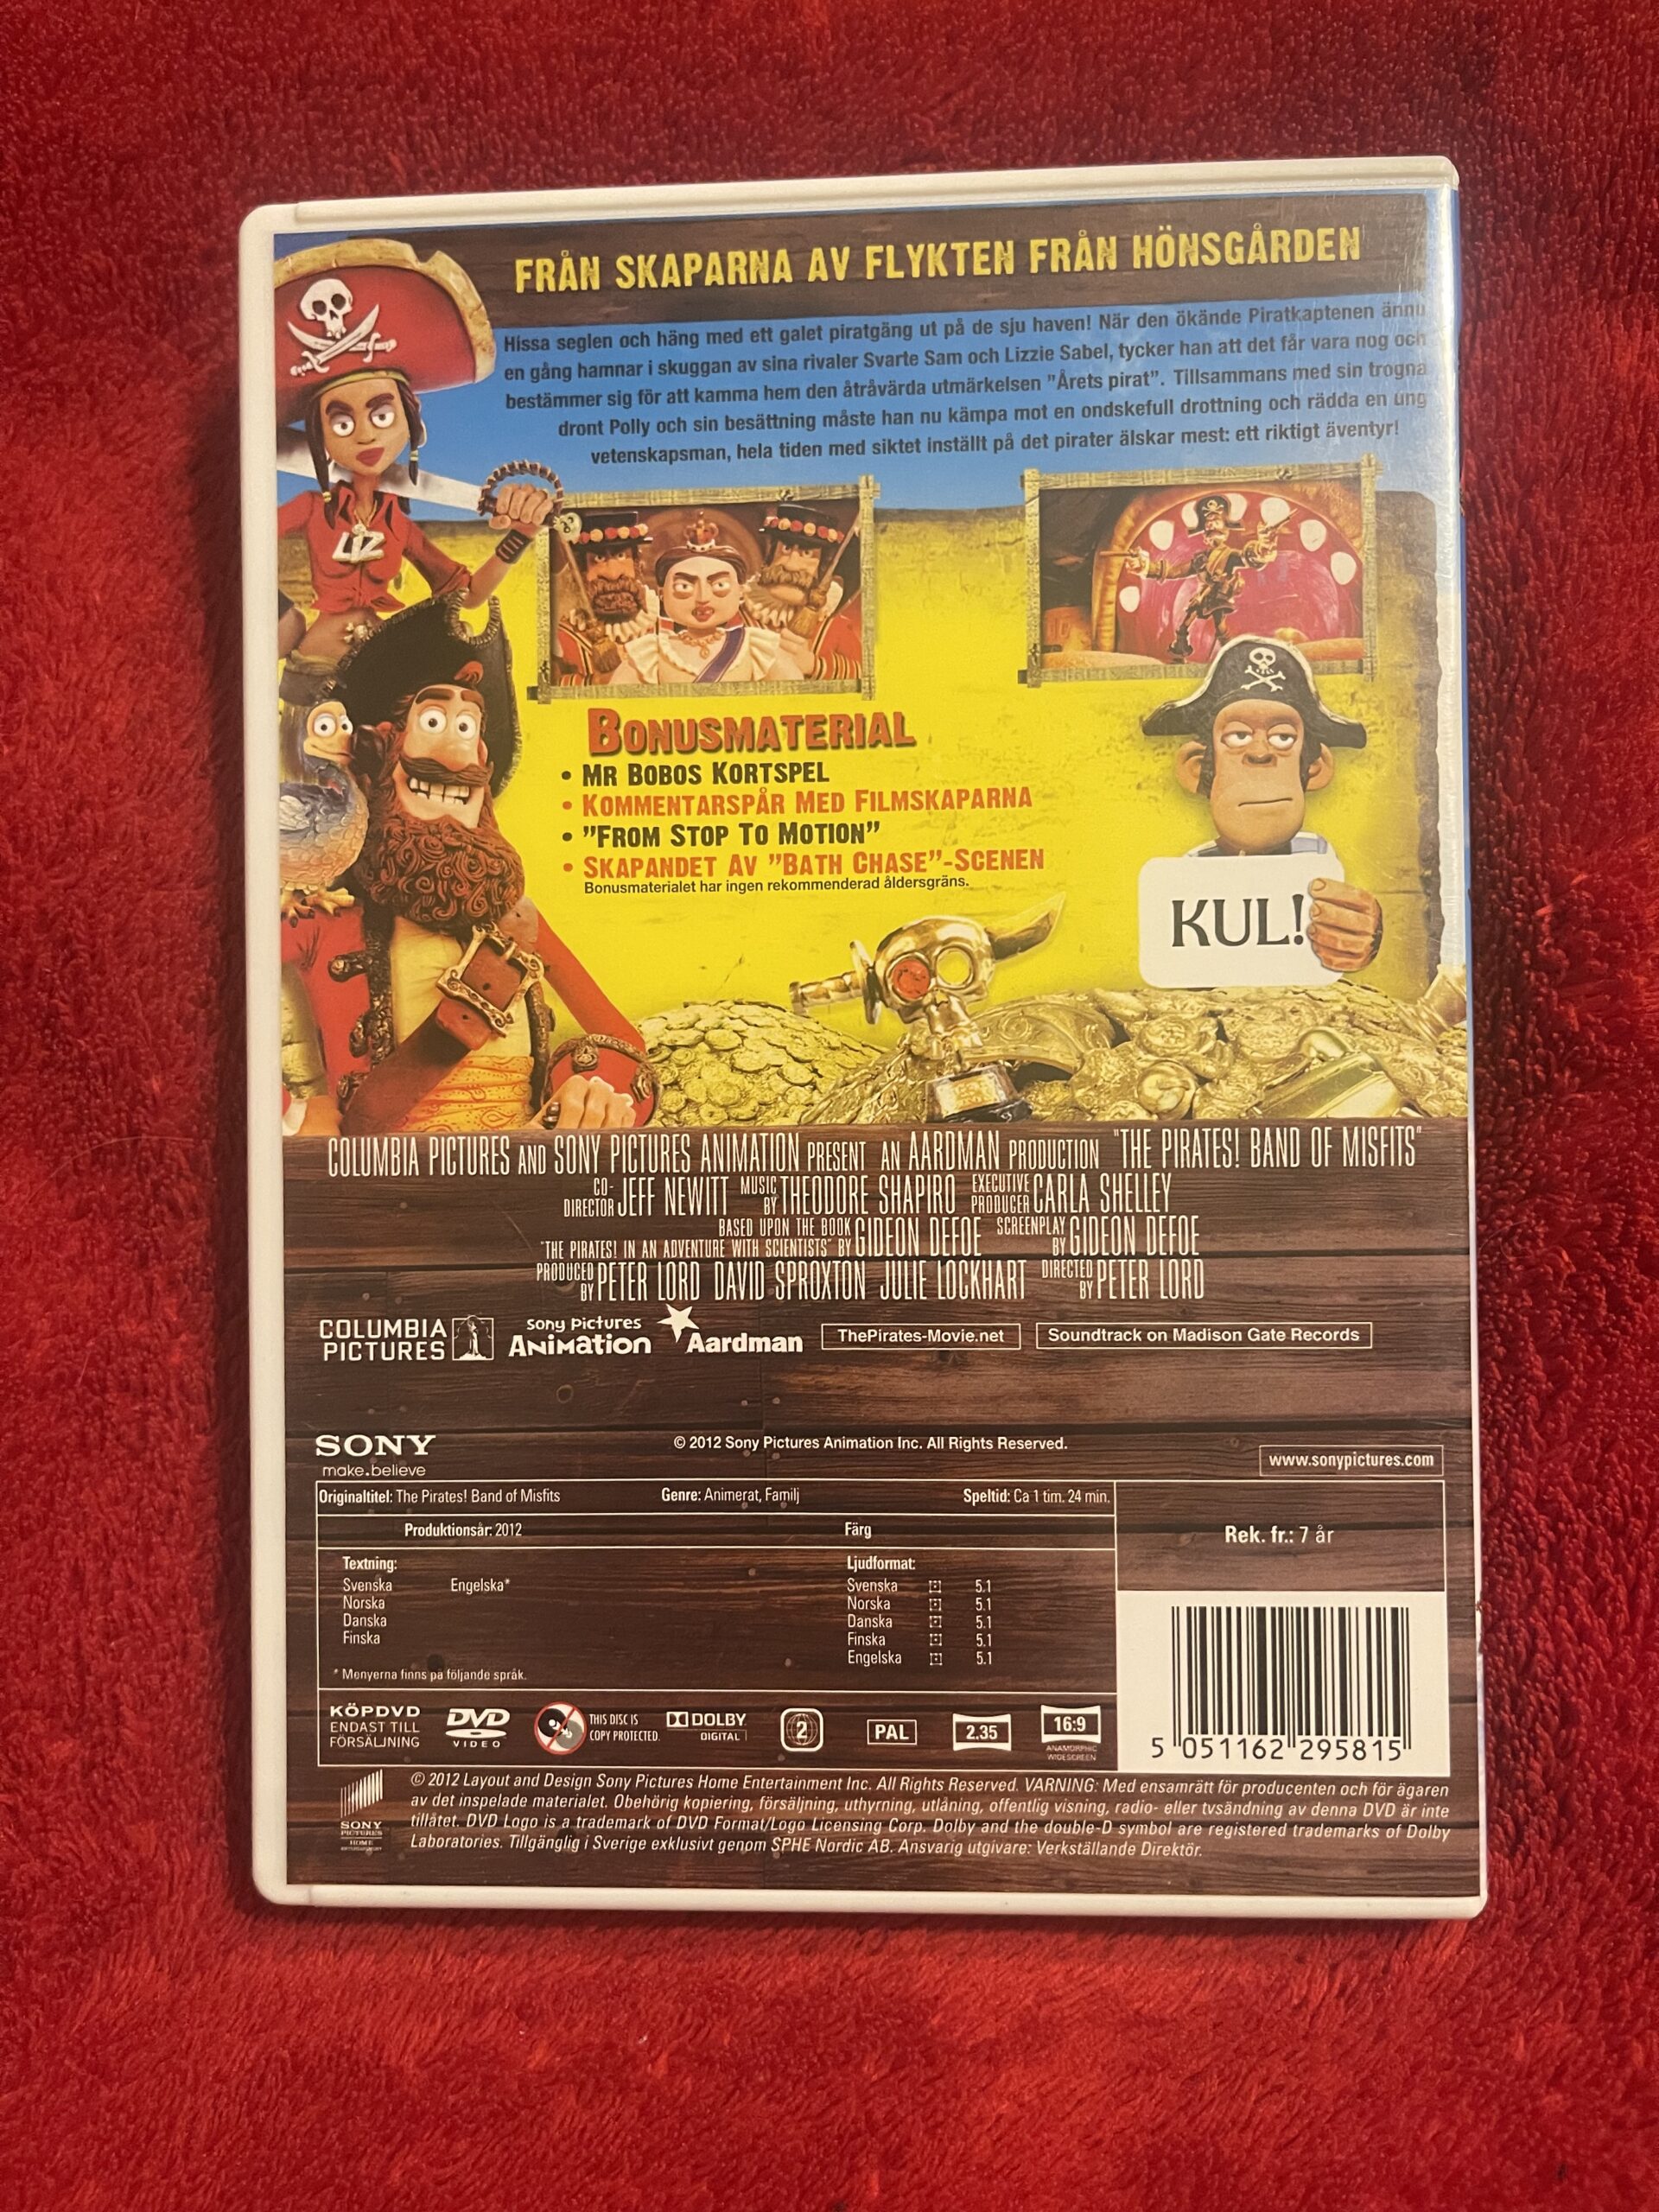 FRÅN SKAPARNA AV FLYKTEN FRÅN HÖNSGÅRDEN
Hissa seglen och häng med ett galet piratgäng ut på de sju haven! När den ökände Piratkaptenen ännu
en gång hamnar i skuggan av sina rivaler Svarte Sam och Lizzie Sabel, tycker han att det får vara nog och
bestämmer sig för att kamma hem den åtråvärda utmärkelsen ”Årets pirat”. Tillsammans med sin trogna
dront Polly och sin besättning måste han nu kämpa mot en ondskefull drottning och rädda en ung
vetenskapsman, hela tiden med siktet inställt på det pirater älskar mest: ett riktigt äventyr!
LIZ
BONUSMATERIAL
• MR BOBOS KORTSPEL
• KOMMENTARSPÅR MED FILMSKAPARNA
• ”FROM STOP TO MOTION”
• SKAPANDET AV ”BATH CHASE”-SCENEN
Bonusmaterialet har ingen rekommenderad åldersgräns.
KUL!
COLUMBIA PICTURES AND SONY PICTURES ANIMATION PRESENT AN AARDMAN PRODUCTION "THE PIRATES! BAND OF MISFITS"
CO-DIRECTOR JEFF NEWITT MUSIC BY THEODORE SHAPIRO EXECUTIVE PRODUCER CARLA SHELLEY
BASED UPON THE BOOK "THE PIRATES! IN AN ADVENTURE WITH SCIENTISTS" BY GIDEON DEFOE SCREENPLAY BY GIDEON DEFOE
PRODUCED BY PETER LORD DAVID SPROXTON JULIE LOCKHART DIRECTED BY PETER LORD
COLUMBIA PICTURES
Sony Pictures Animation
Aardman
ThePirates-Movie.net
Soundtrack on Madison Gate Records
SONY
make.believe
© 2012 Sony Pictures Animation Inc. All Rights Reserved.
www.sonypictures.com
Originaltitel: The Pirates! Band of Misfits Genre: Animerat, Familj Speltid: Ca 1 tim. 24 min.
Produktionsår: 2012 Färg
Rek. fr.: 7 år
Textning: Ljudformat:
Svenska Engelska* Svenska 5.1
Norska Norska 5.1
Danska Danska 5.1
Finska Finska 5.1
Engelska 5.1
* Menyerna finns på följande språk.
KÖPDVD
ENDAST TILL
FÖRSÄLJNING
DVD
VIDEO
THIS DISC IS
COPY PROTECTED.
DOLBY
DIGITAL
2
PAL
2.35
16:9
ANAMORPHIC
WIDESCREEN
5 051162 295815
SONY
PICTURES
HOME
© 2012 Layout and Design Sony Pictures Home Entertainment Inc. All Rights Reserved. VARNING: Med ensamrätt för producenten och för ägaren
av det inspelade materialet. Obehörig kopiering, försäljning, uthyrning, utlåning, offentlig visning, radio- eller tvsändning av denna DVD är inte
tillåtet. DVD Logo is a trademark of DVD Format/Logo Licensing Corp. Dolby and the double-D symbol are registered trademarks of Dolby
Laboratories. Tillgänglig i Sverige exklusivt genom SPHE Nordic AB. Ansvarig utgivare: Verkställande Direktör.